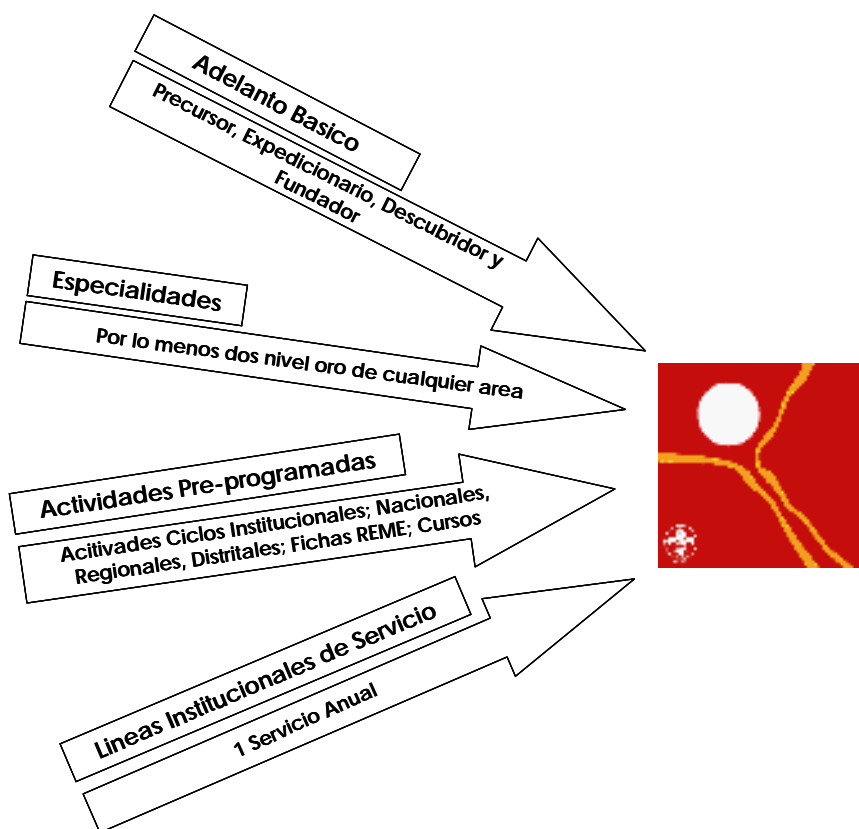 Adelanto Basico
Precursor, Expedicionario, Descubridor y
Fundador
Especialidades
Por lo menos dos nivel oro de cualquier area
Actividades Pre-programadas
Acitivades Ciclos Institucionales; Nacionales,
Regionales, Distritales; Fichas REME; Cursos
Lineas Institucionales de Servicio
1 Servicio Anual